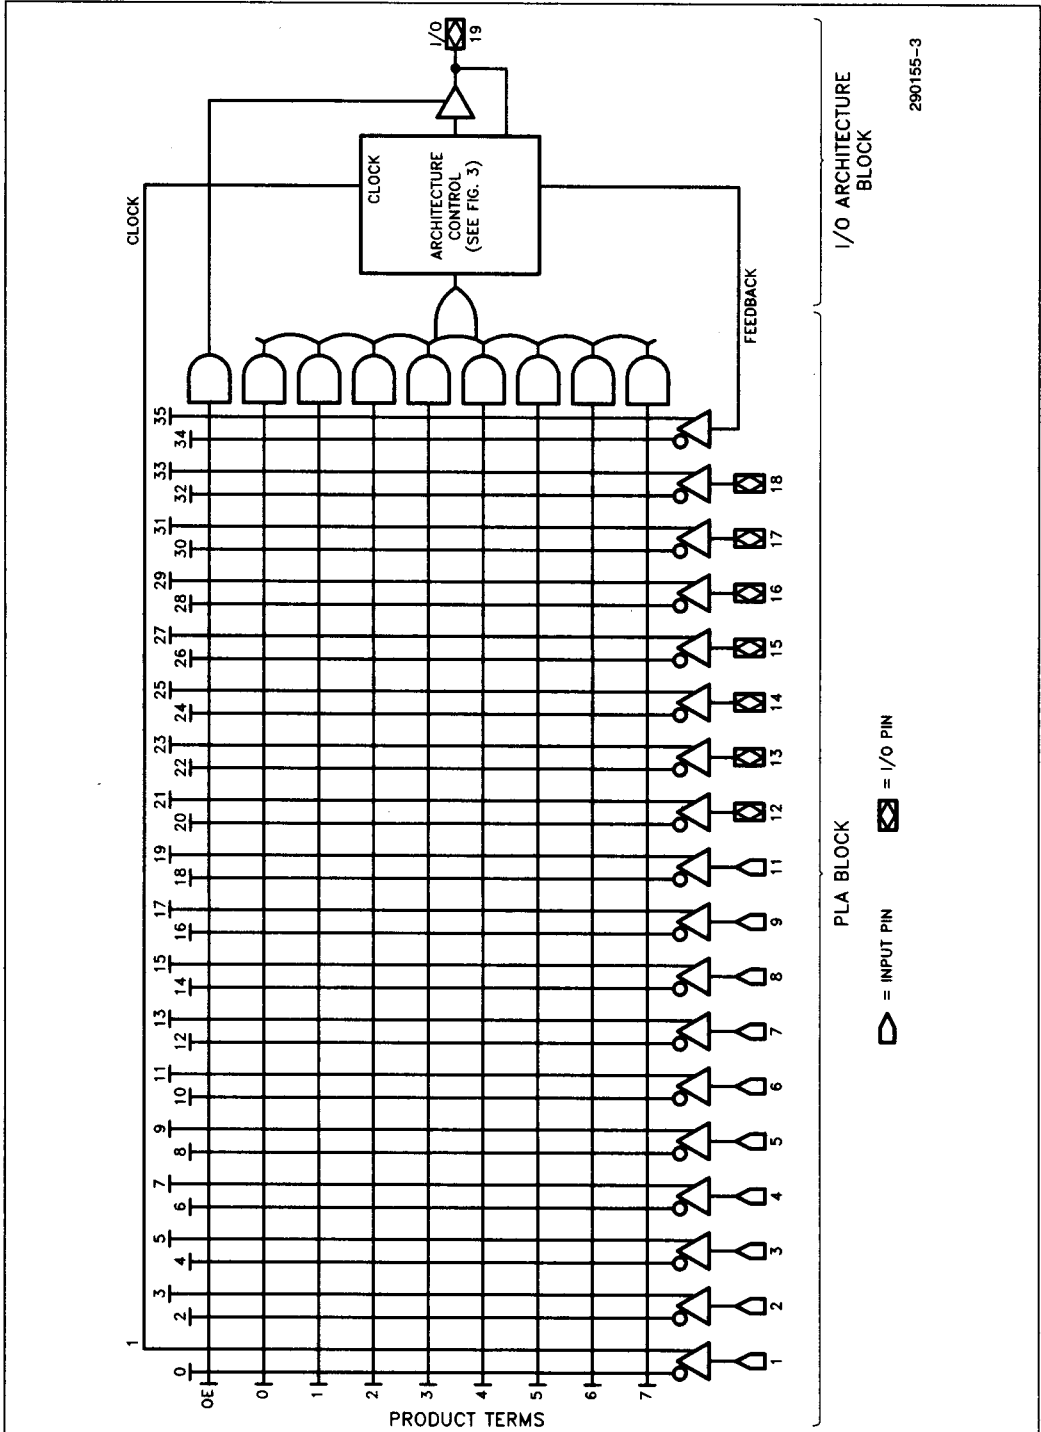 I/O
19
CLOCK
CLOCK
ARCHITECTURE
CONTROL
(SEE FIG. 3)
FEEDBACK
1
0
2 3
4 5
6 7
8 9
10 11
12 13
14 15
16 17
18 19
20 21
22 23
24 25
26 27
28 29
30 31
32 33
34 35
OE
0
1
2
3
4
5
6
7
PRODUCT TERMS
1 2 3 4 5 6 7 8 9 11 12 13 14 15 16 17 18
PLA BLOCK
I/O ARCHITECTURE
BLOCK
= INPUT PIN
= I/O PIN
290155-3